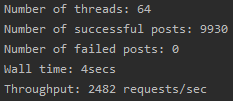 Number of threads: 64
Number of successful posts: 9930
Number of failed posts: 0
Wall time: 4secs
Throughput: 2482 requests/sec